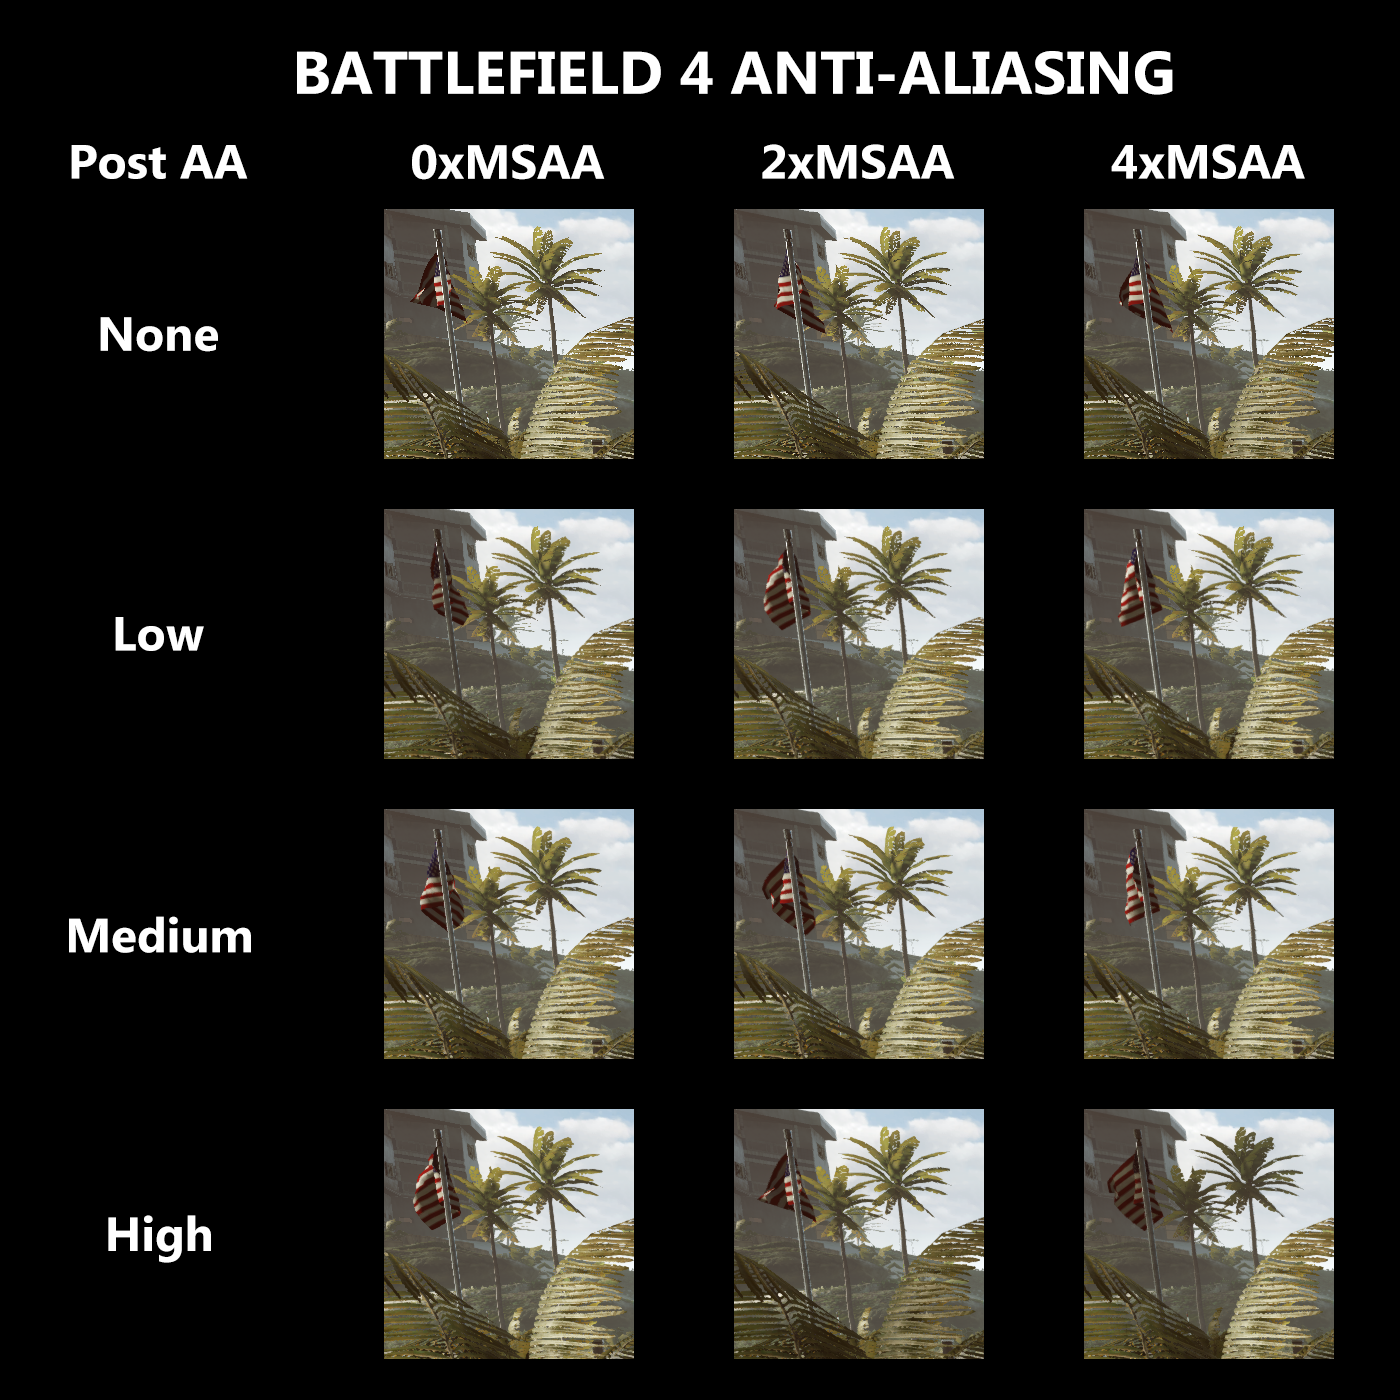 BATTLEFIELD 4 ANTI-ALIASING
Post AA 0xMSAA 2xMSAA 4xMSAA
None
Low
Medium
High